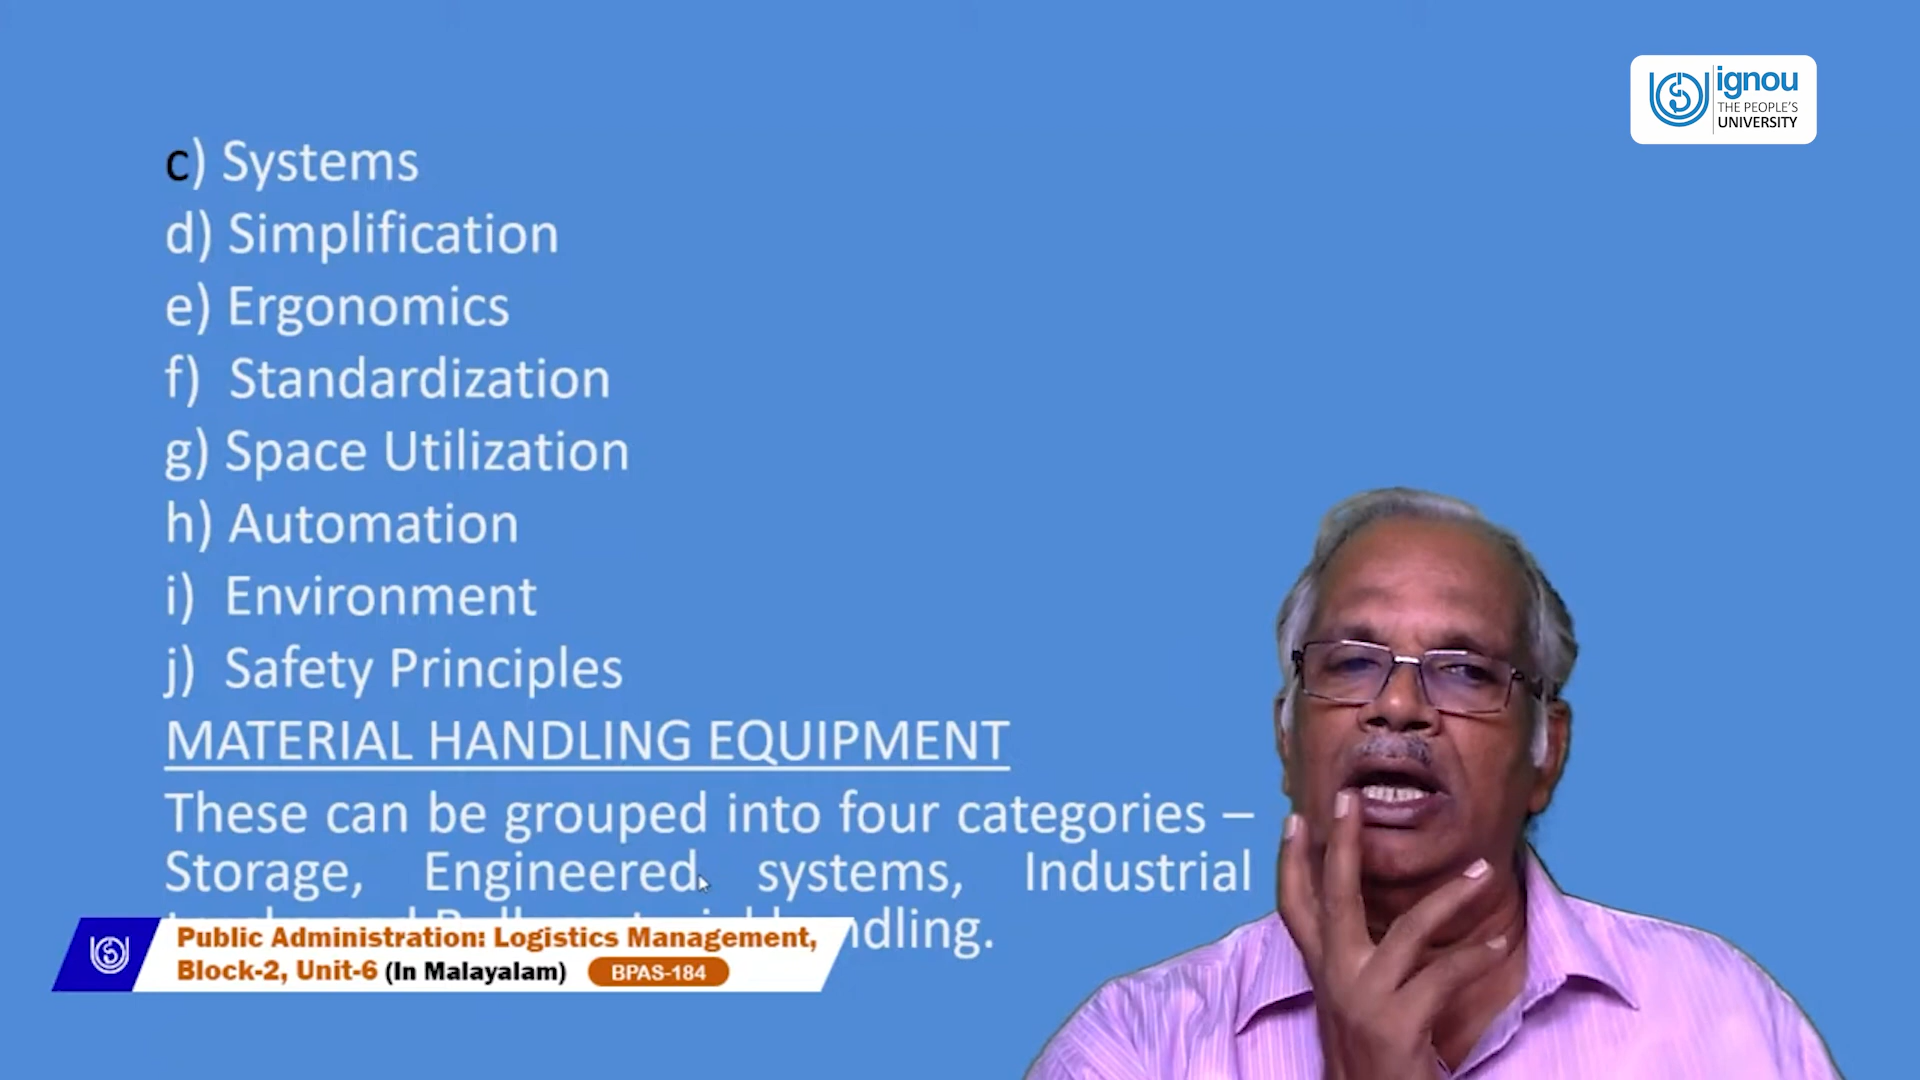 ignou
THE PEOPLE'S
UNIVERSITY
c) Systems
d) Simplification
e) Ergonomics
f) Standardization
g) Space Utilization
h) Automation
i) Environment
j) Safety Principles
MATERIAL HANDLING EQUIPMENT
These can be grouped into four categories –
Storage, Engineered systems, Industrial
handling.
Public Administration: Logistics Management,
Block-2, Unit-6 (In Malayalam) BPAS-184